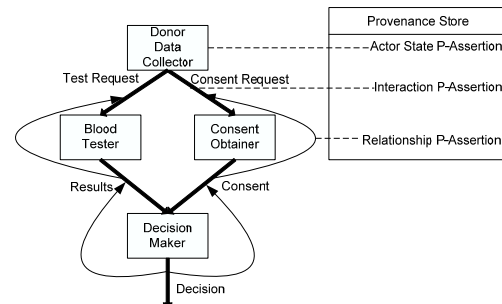 Provenance Store
Donor
Data
Collector
Actor State P-Assertion
Test Request
Consent Request
Interaction P-Assertion
Blood
Tester
Consent
Obtainer
Relationship P-Assertion
Results
Consent
Decision
Maker
Decision